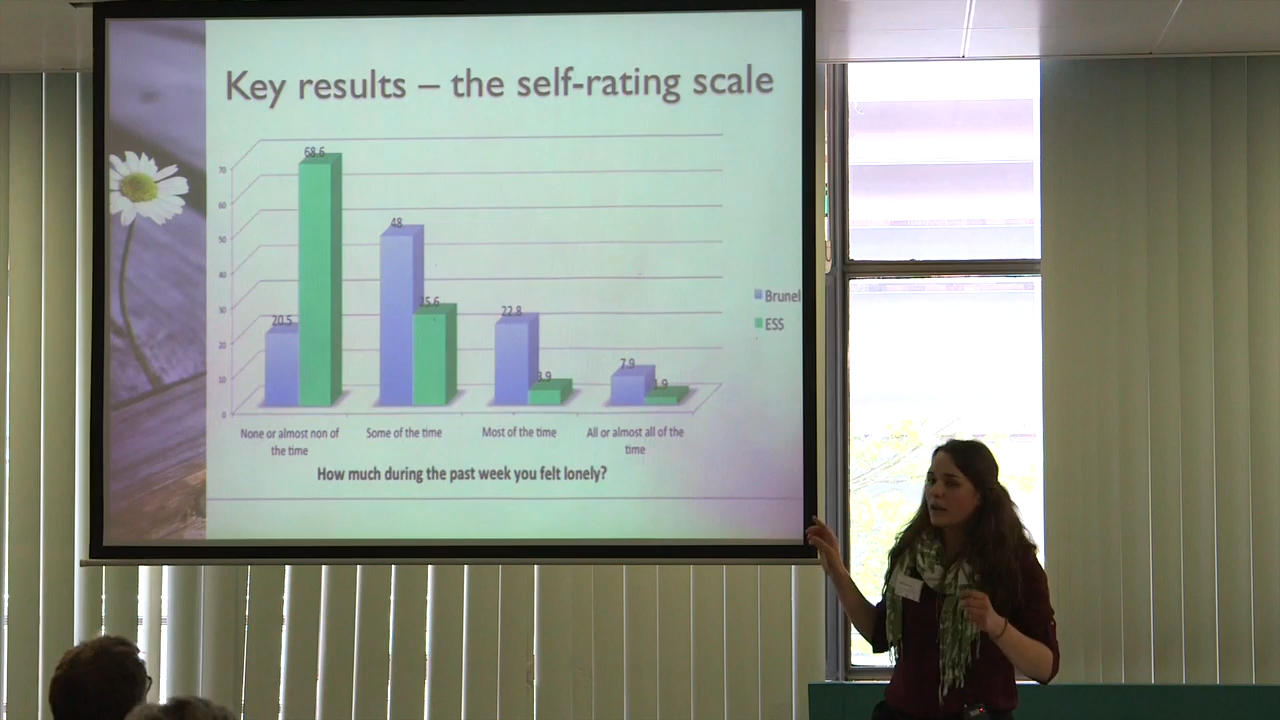 Key results – the self-rating scale
70
60
50
40
30
20
10
0
20.5
68.6
48
25.6
22.8
3.9
7.9
1.9
Brunel
ESS
None or almost non of
the time
Some of the time
Most of the time
All or almost all of the
time
How much during the past week you felt lonely?